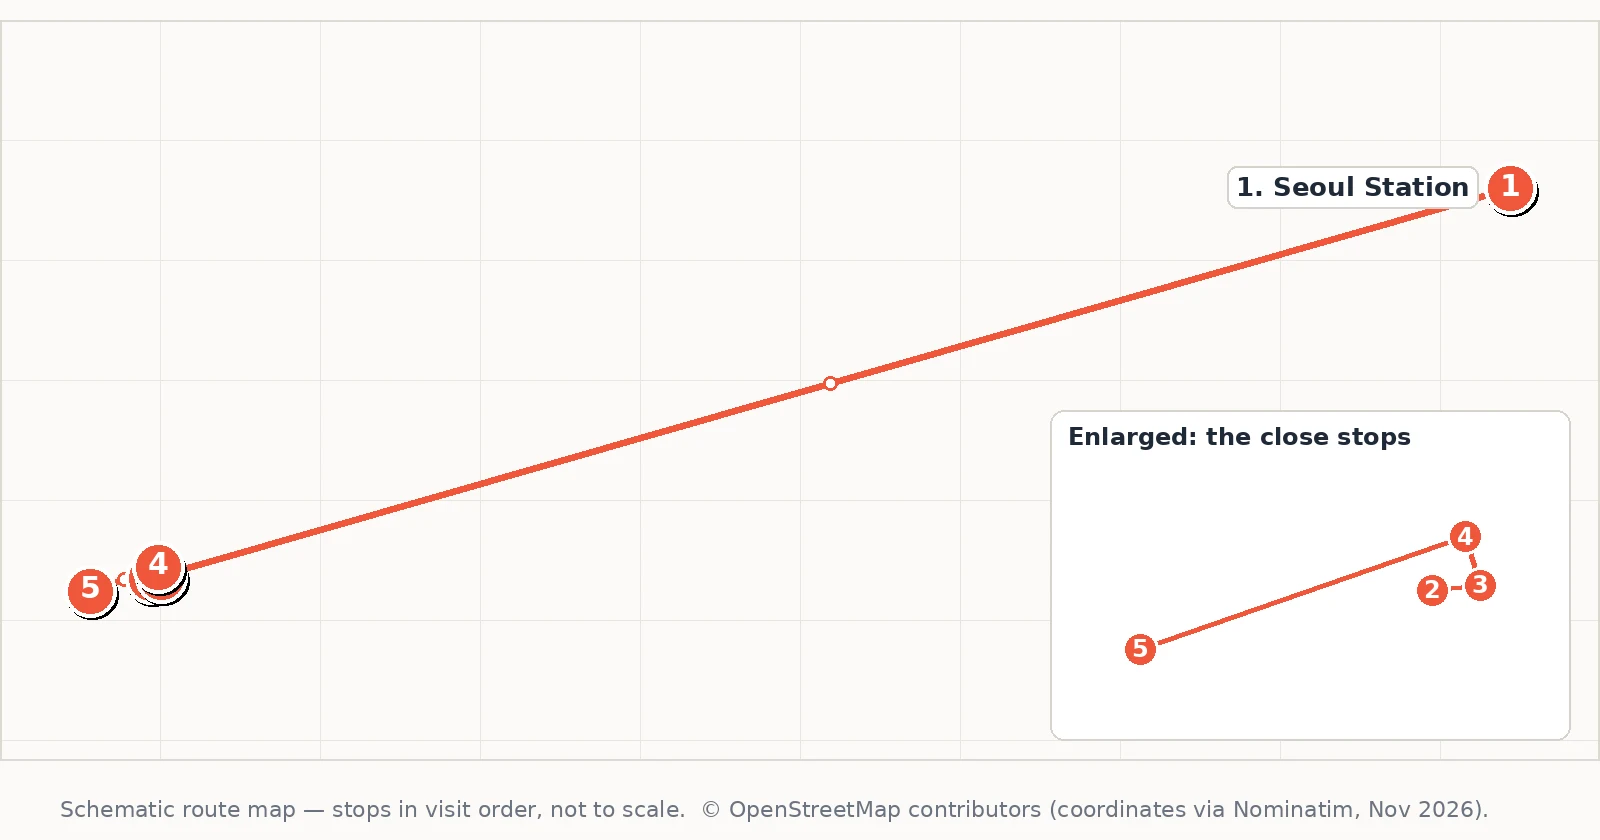 1. Seoul Station
1
Enlarged: the close stops
4
2
3
5
4
5
Schematic route map — stops in visit order, not to scale. © OpenStreetMap contributors (coordinates via Nominatim, Nov 2026).